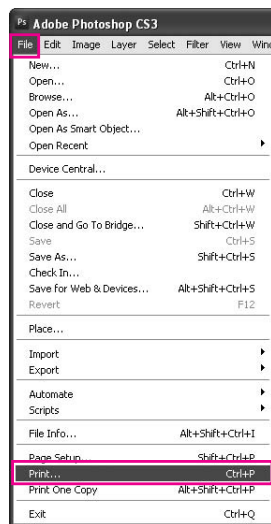 Ps Adobe Photoshop CS3
File Edit Image Layer Select Filter View
New... Ctrl+N
Open... Ctrl+O
Browse... Alt+Ctrl+O
Open As... Alt+Shift+Ctrl+O
Open As Smart Object...
Open Recent
Device Central...
Close Ctrl+W
Close All Alt+Ctrl+W
Close and Go To Bridge... Shift+Ctrl+W
Save Ctrl+S
Save As... Shift+Ctrl+S
Check In...
Save for Web & Devices... Alt+Shift+Ctrl+S
Revert F12
Place...
Import
Export
Automate
Scripts
File Info... Alt+Shift+Ctrl+I
Page Setup... Shift+Ctrl+P
Print... Ctrl+P
Print One Copy Alt+Shift+Ctrl+P
Exit Ctrl+Q